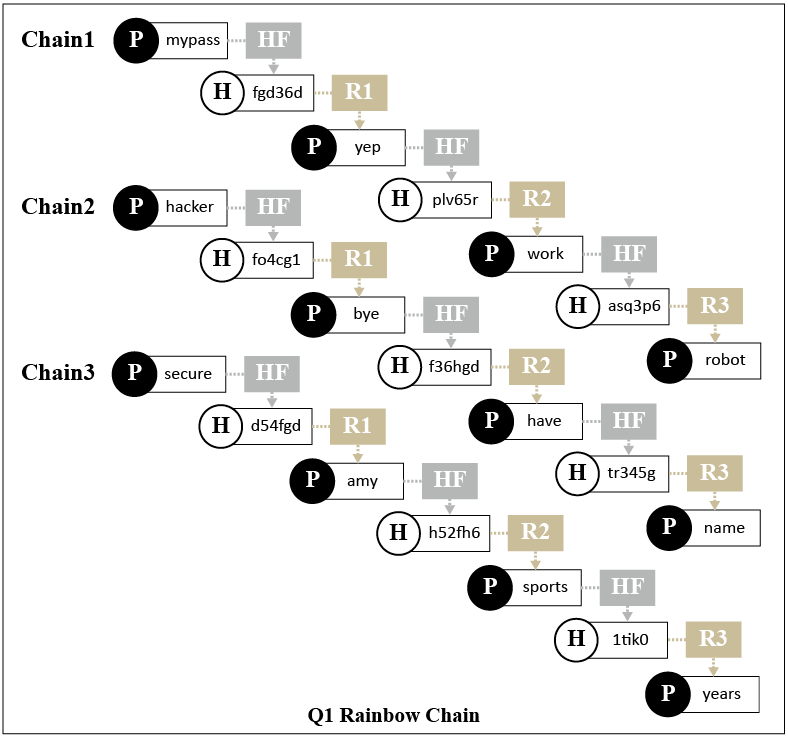 Chain1 P mypass HF
H fgd36d R1
P yep HF
H plv65r R2
Chain2 P hacker HF
P work HF
H fo4cg1 R1
H asq3p6 R3
P bye HF
P robot
H f36hgd R2
Chain3 P secure HF
P have HF
H d54fgd R1
H tr345g R3
P amy HF
P name
H h52fh6 R2
P sports HF
H 1tik0 R3
P years
Q1 Rainbow Chain